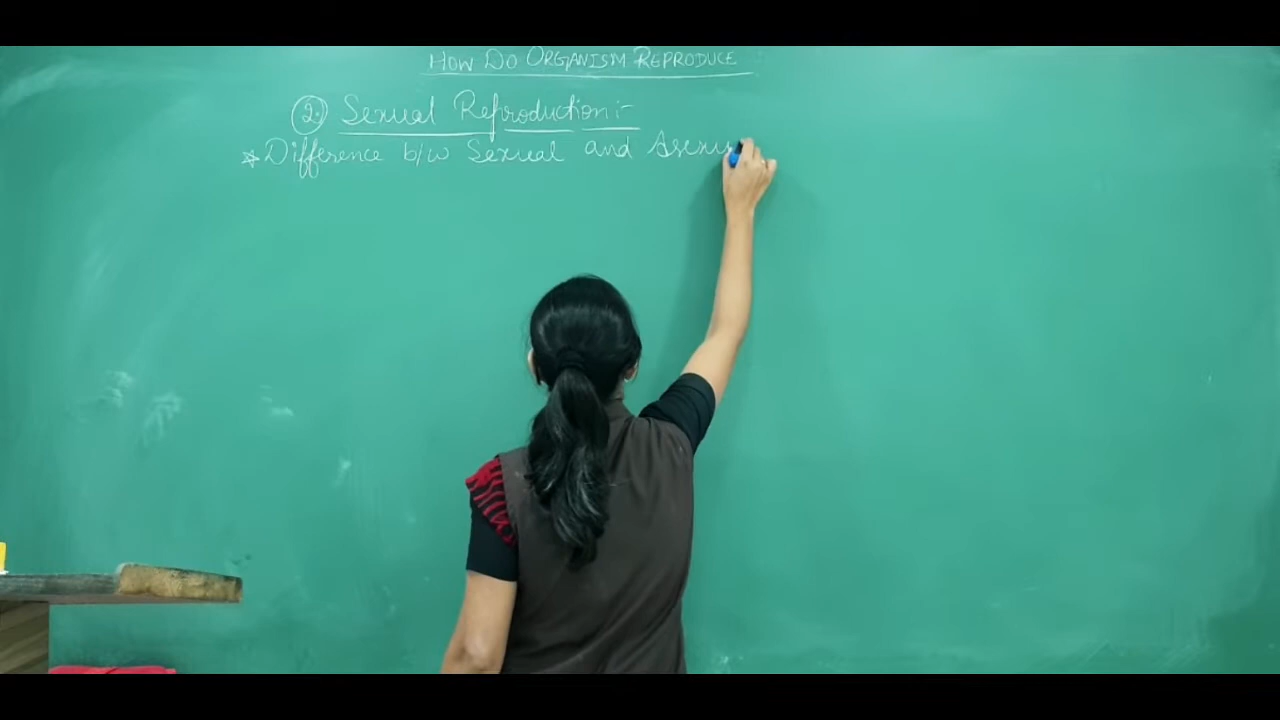 HOW DO ORGANISM REPRODUCE
2. Sexual Reproduction:-
* Difference b/w Sexual and Asexu